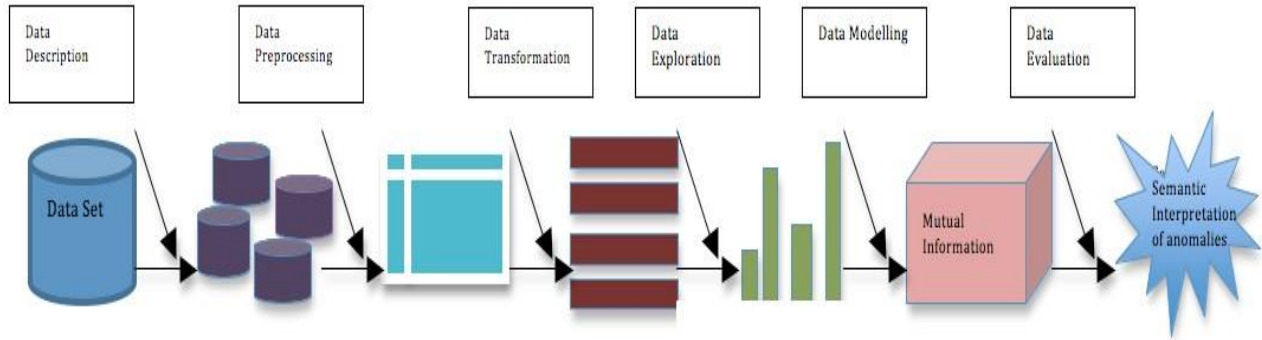 Data
Description
Data
Preprocessing
Data
Transformation
Data
Exploration
Data Modelling
Data
Evaluation
Data Set
Mutual
Information
Semantic
Interpretation
of anomalies